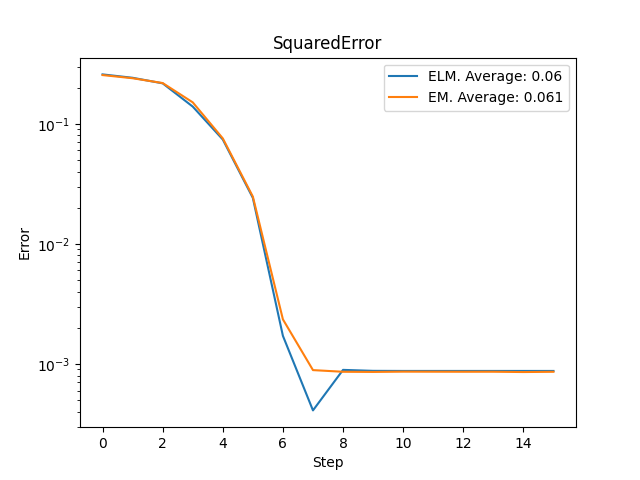 SquaredError
ELM. Average: 0.06
EM. Average: 0.061
Error
10⁻¹
10⁻²
10⁻³
0 2 4 6 8 10 12 14
Step